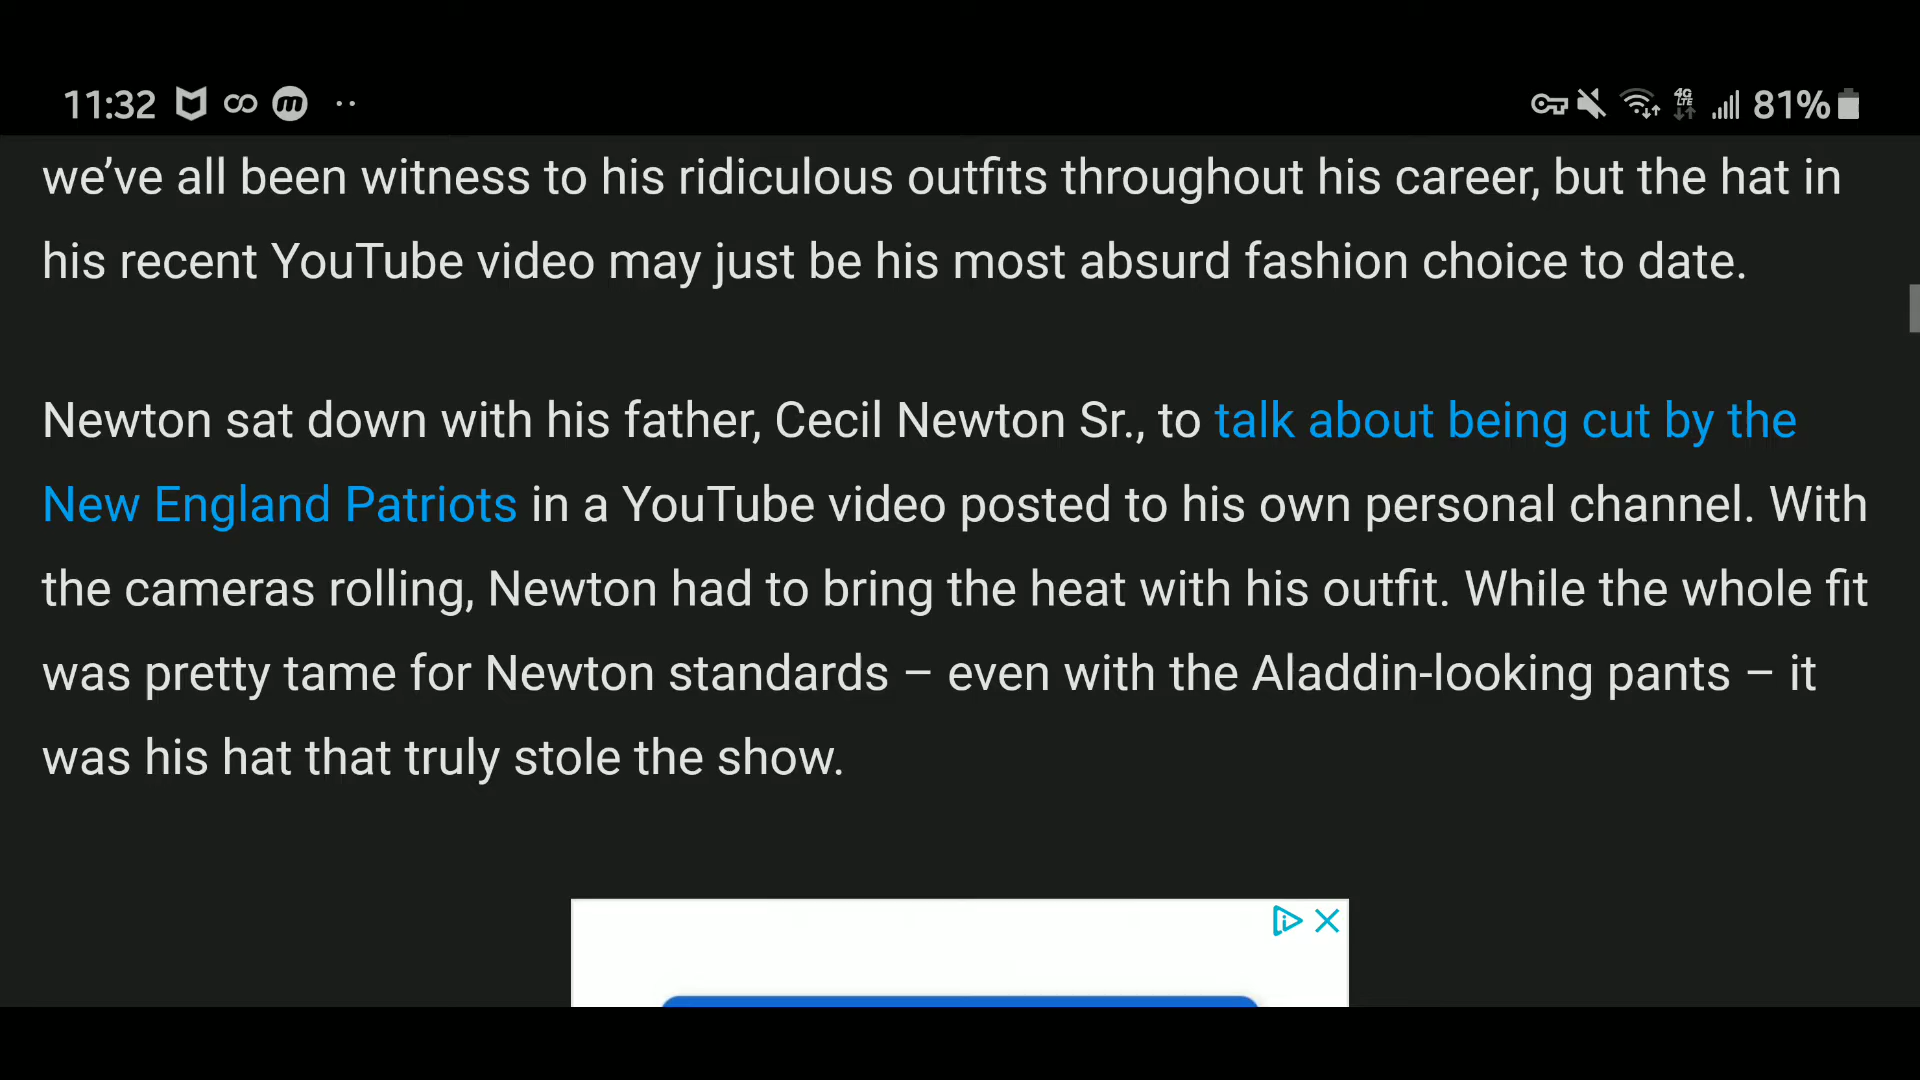 11:32
4G
LTE
81%
we’ve all been witness to his ridiculous outfits throughout his career, but the hat in
his recent YouTube video may just be his most absurd fashion choice to date.
Newton sat down with his father, Cecil Newton Sr., to talk about being cut by the
New England Patriots in a YouTube video posted to his own personal channel. With
the cameras rolling, Newton had to bring the heat with his outfit. While the whole fit
was pretty tame for Newton standards – even with the Aladdin-looking pants – it
was his hat that truly stole the show.